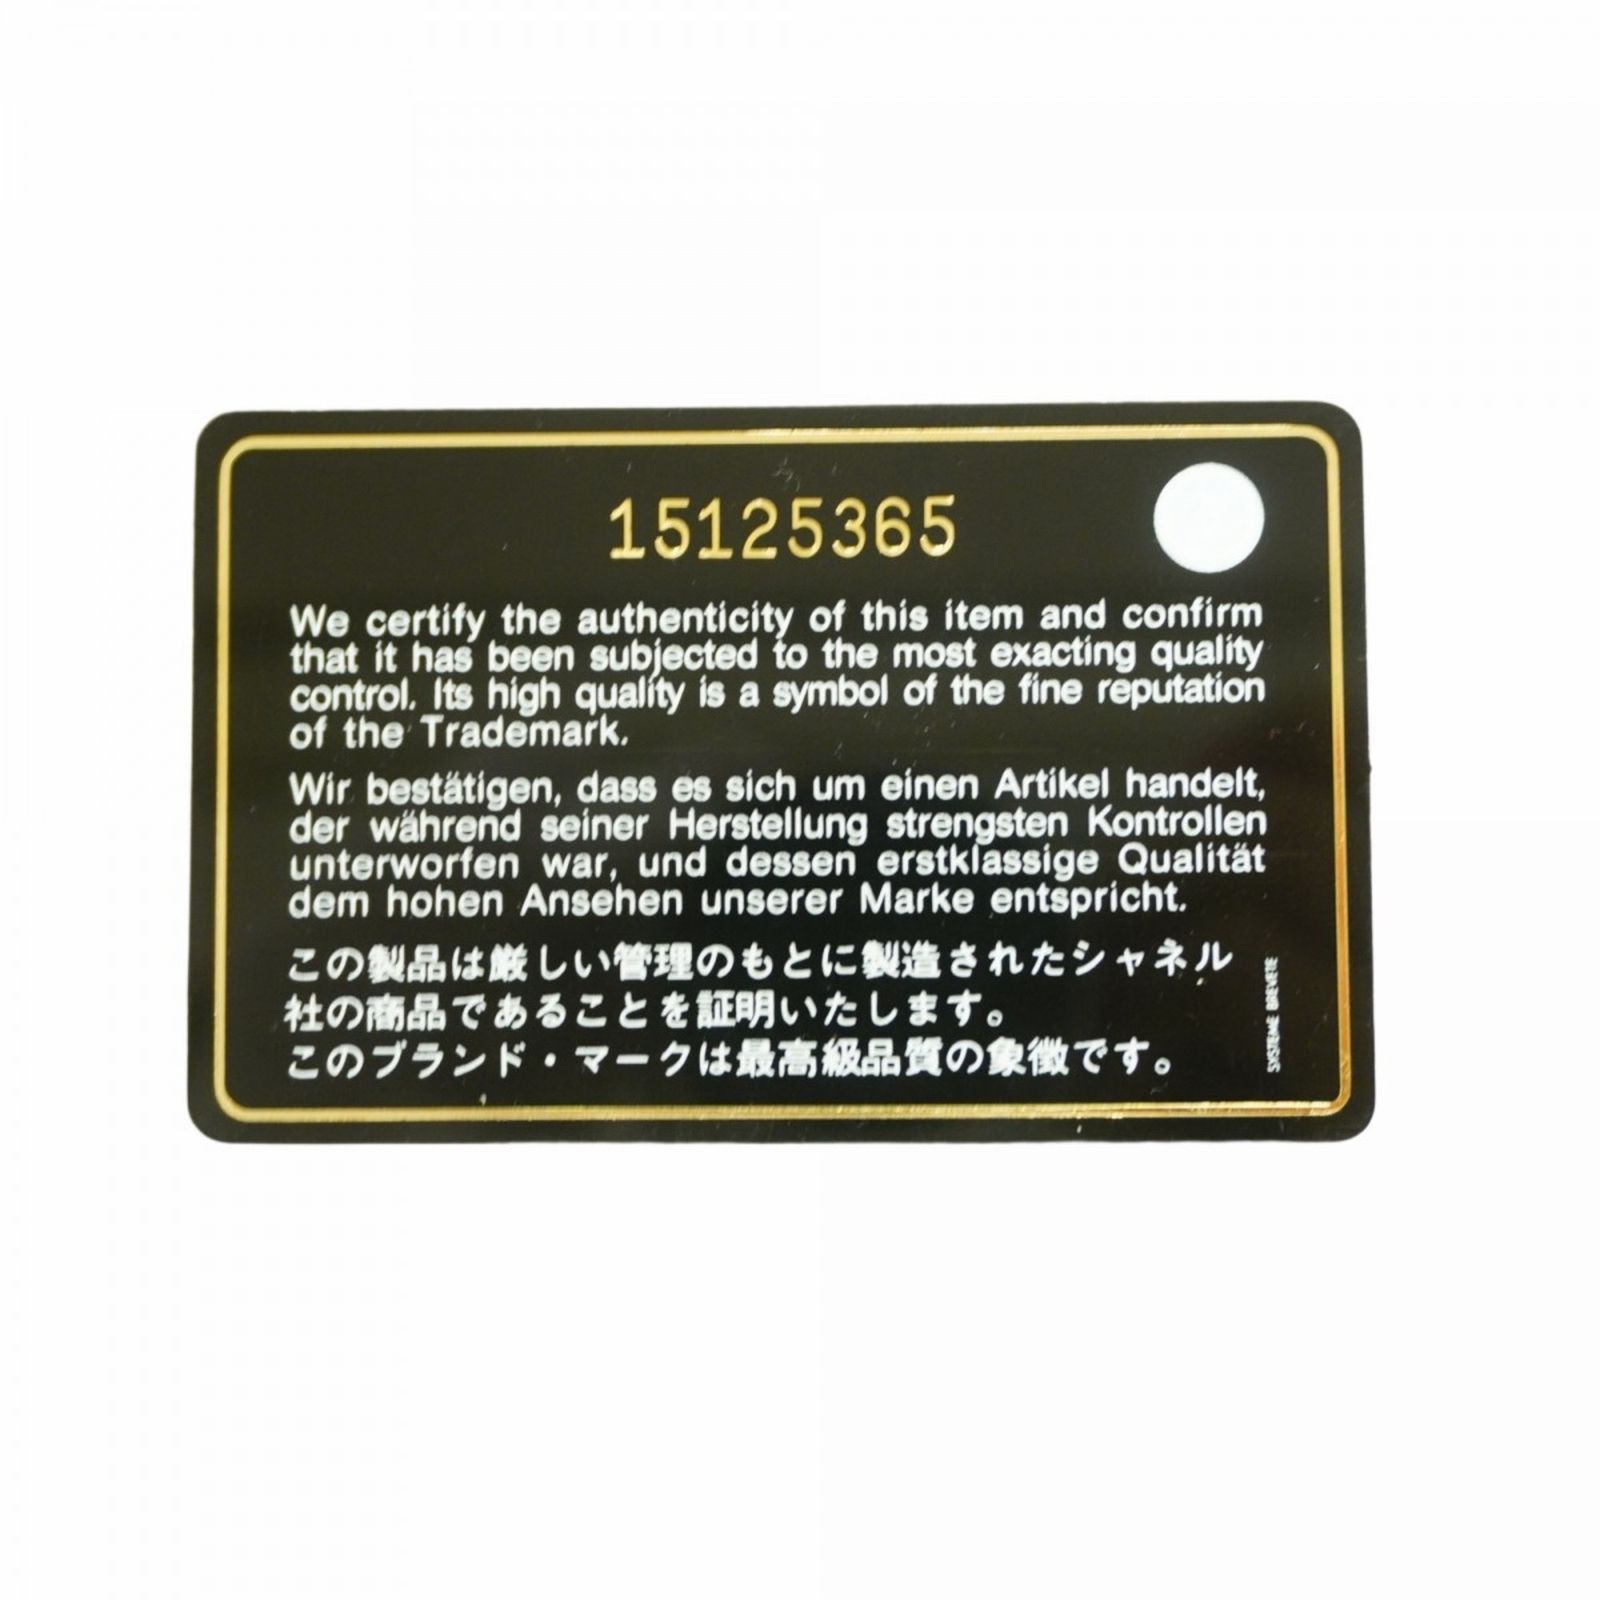 15125365
We certify the authenticity of this item and confirm
that it has been subjected to the most exacting quality
control. Its high quality is a symbol of the fine reputation
of the Trademark.
Wir bestätigen, dass es sich um einen Artikel handelt,
der während seiner Herstellung strengsten Kontrollen
unterworfen war, und dessen erstklassige Qualität
dem hohen Ansehen unserer Marke entspricht.
この製品は厳しい管理のもとに製造されたシャネル
社の商品であることを証明いたします。
このブランド・マークは最高級品質の象徴です。
SYSTEME BREVETE